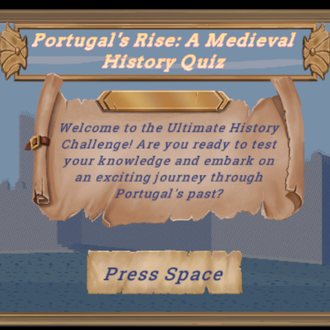 Portugal's Rise: A Medieval
History Quiz
Welcome to the Ultimate History
Challenge! Are you ready to test
your knowledge and embark on
an exciting journey through
Portugal's past?
Press Space